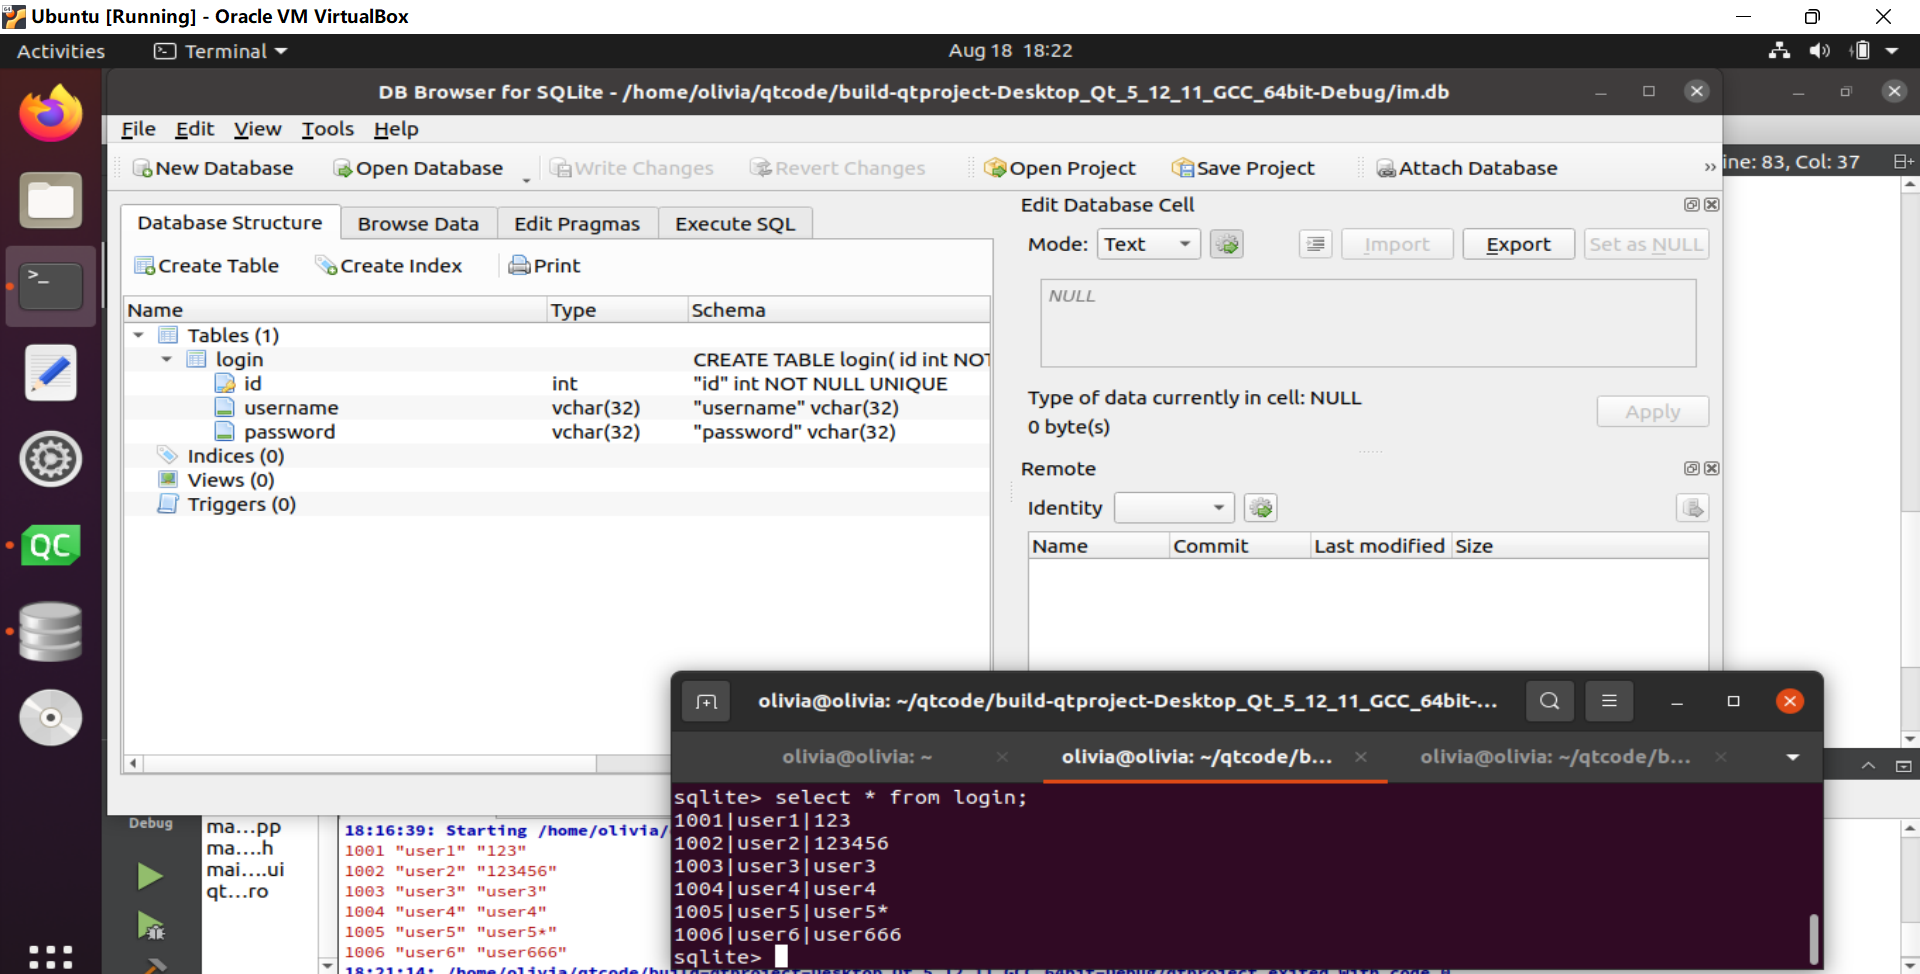 Ubuntu [Running] - Oracle VM VirtualBox
Activities
Terminal
Aug 18 18:22
DB Browser for SQLite - /home/olivia/qtcode/build-qtproject-Desktop_Qt_5_12_11_GCC_64bit-Debug/im.db
File Edit View Tools Help
New Database Open Database Write Changes Revert Changes Open Project Save Project Attach Database »
ine: 83, Col: 37
Database Structure Browse Data Edit Pragmas Execute SQL
Create Table Create Index Print
Name Type Schema
Tables (1)
login CREATE TABLE login( id int NOT
id int "id" int NOT NULL UNIQUE
username vchar(32) "username" vchar(32)
password vchar(32) "password" vchar(32)
Indices (0)
Views (0)
Triggers (0)
Edit Database Cell
Mode: Text Import Export Set as NULL
NULL
Type of data currently in cell: NULL
0 byte(s)
Apply
Remote
Identity
Name Commit Last modified Size
QC
olivia@olivia: ~/qtcode/build-qtproject-Desktop_Qt_5_12_11_GCC_64bit-...
olivia@olivia: ~ olivia@olivia: ~/qtcode/b... olivia@olivia: ~/qtcode/b...
sqlite> select * from login;
1001|user1|123
1002|user2|123456
1003|user3|user3
1004|user4|user4
1005|user5|user5*
1006|user6|user666
sqlite>
Debug
ma...pp
ma....h
mai....ui
qt...ro
18:16:39: Starting /home/olivia/
1001 "user1" "123"
1002 "user2" "123456"
1003 "user3" "user3"
1004 "user4" "user4"
1005 "user5" "user5*"
1006 "user6" "user666"
18:21:14: /home/olivia/qtcode/build-qtproject-Desktop_Qt_5_12_11_GCC_64bit-Debug/qtproject exited with code 0